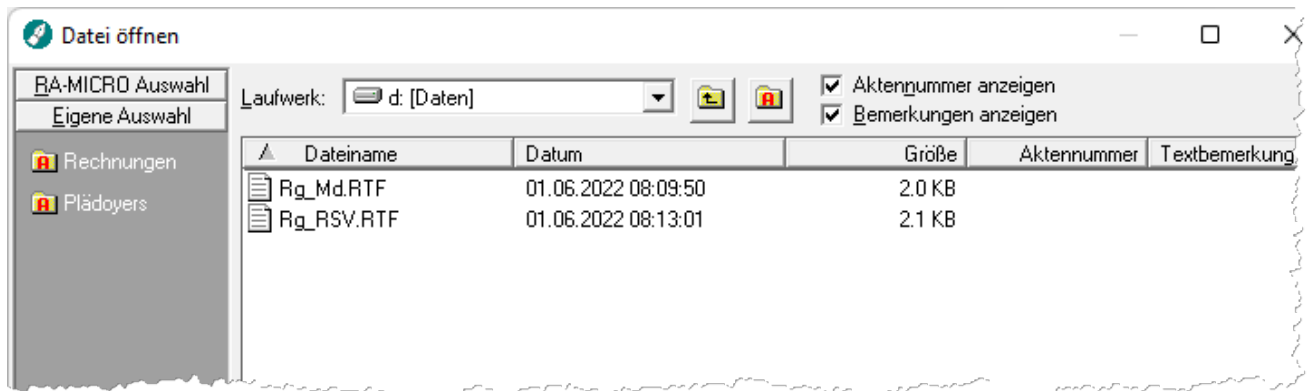 Datei öffnen
RA-MICRO Auswahl
Eigene Auswahl
Rechnungen
Plädoyers
Laufwerk: d: [Daten]
Aktennummer anzeigen
Bemerkungen anzeigen
Dateiname Datum Größe Aktennummer Textbemerkung
Rg_Md.RTF 01.06.2022 08:09:50 2.0 KB
Rg_RSV.RTF 01.06.2022 08:13:01 2.1 KB